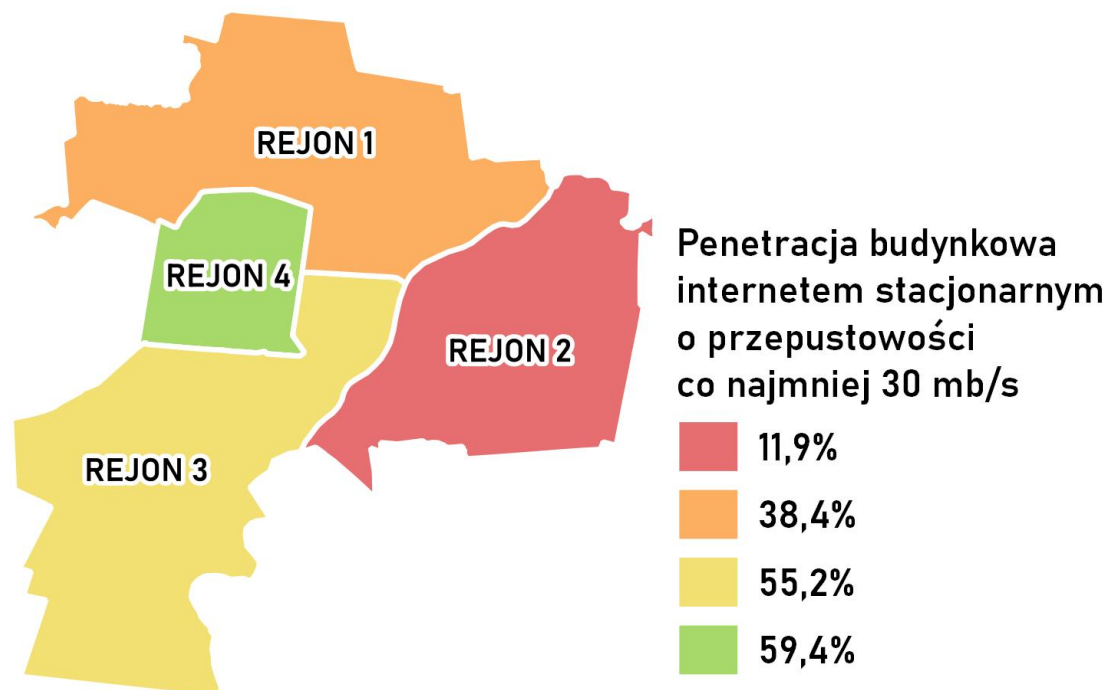 REJON 1
REJON 4
REJON 2
REJON 3
Penetracja budynkowa
internetem stacjonarnym
o przepustowości
co najmniej 30 mb/s
11,9%
38,4%
55,2%
59,4%